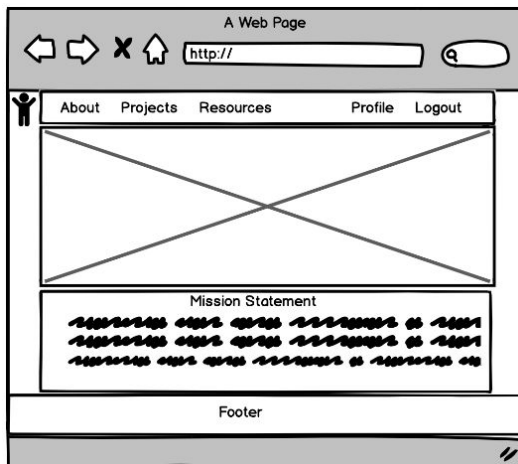 A Web Page
http://
About Projects Resources Profile Logout
Mission Statement
Footer